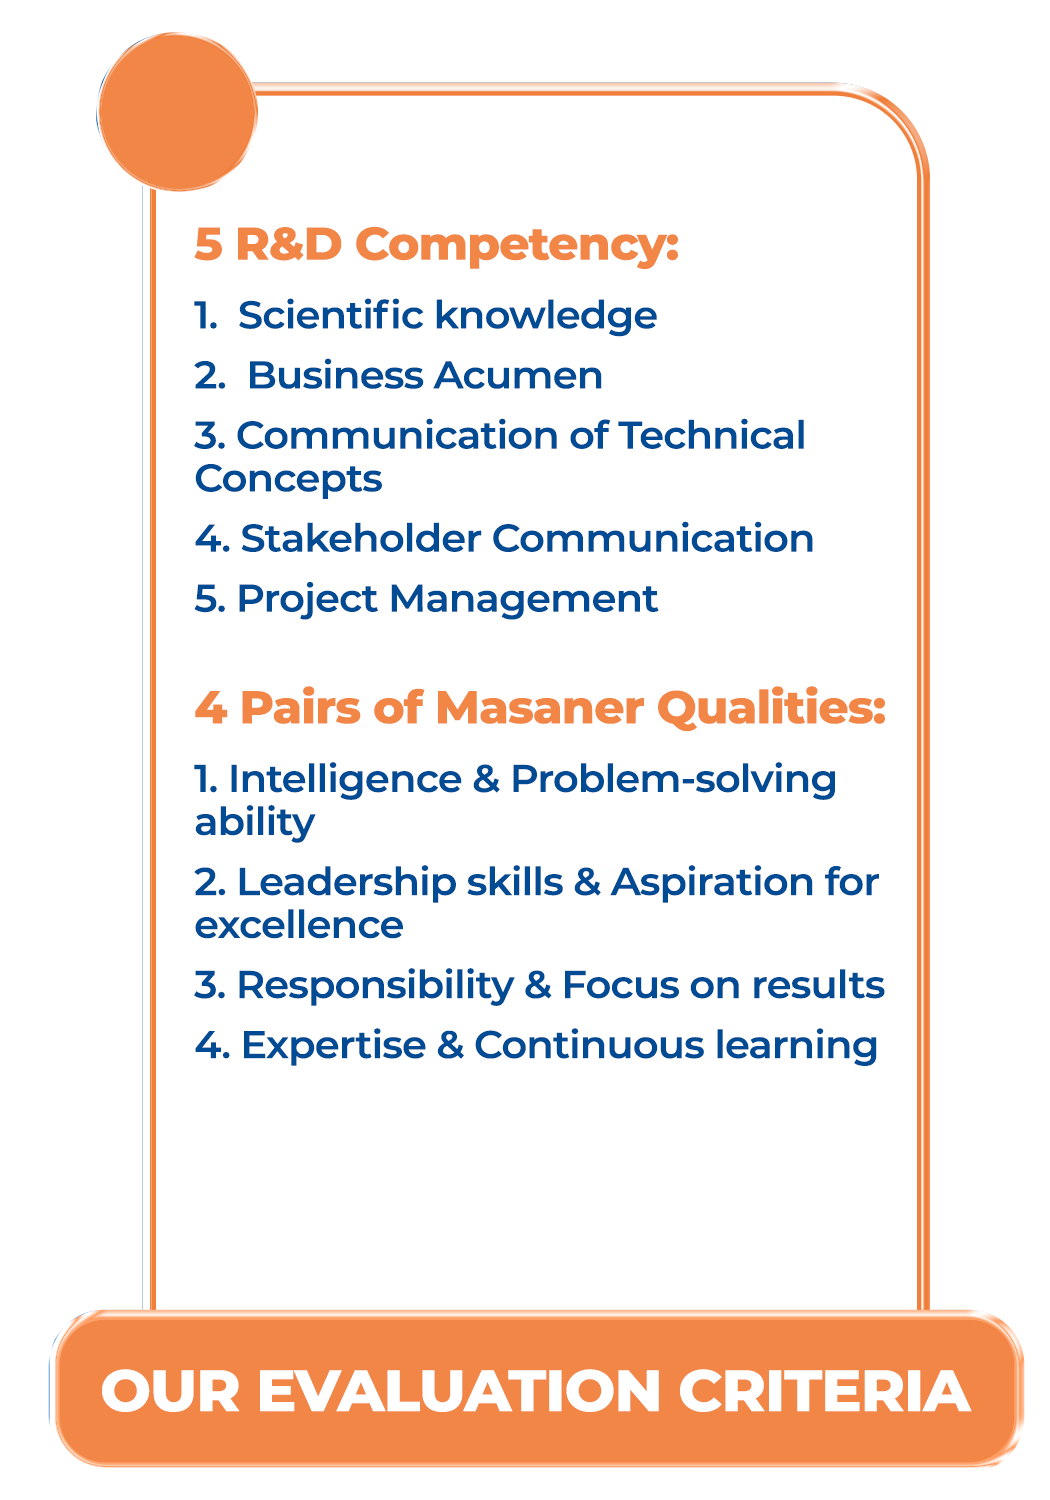 5 R&D Competency:
1. Scientific knowledge
2. Business Acumen
3. Communication of Technical
Concepts
4. Stakeholder Communication
5. Project Management
4 Pairs of Masaner Qualities:
1. Intelligence & Problem-solving
ability
2. Leadership skills & Aspiration for
excellence
3. Responsibility & Focus on results
4. Expertise & Continuous learning
OUR EVALUATION CRITERIA